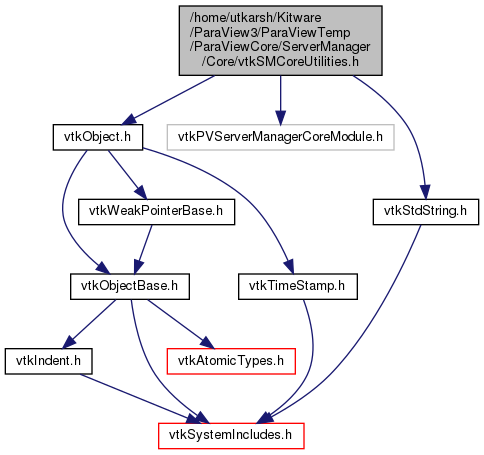 /home/utkarsh/Kitware
/ParaView3/ParaViewTemp
/ParaViewCore/ServerManager
/Core/vtkSMCoreUtilities.h
vtkObject.h
vtkPVServerManagerCoreModule.h
vtkWeakPointerBase.h
vtkStdString.h
vtkObjectBase.h
vtkTimeStamp.h
vtkIndent.h
vtkAtomicTypes.h
vtkSystemIncludes.h